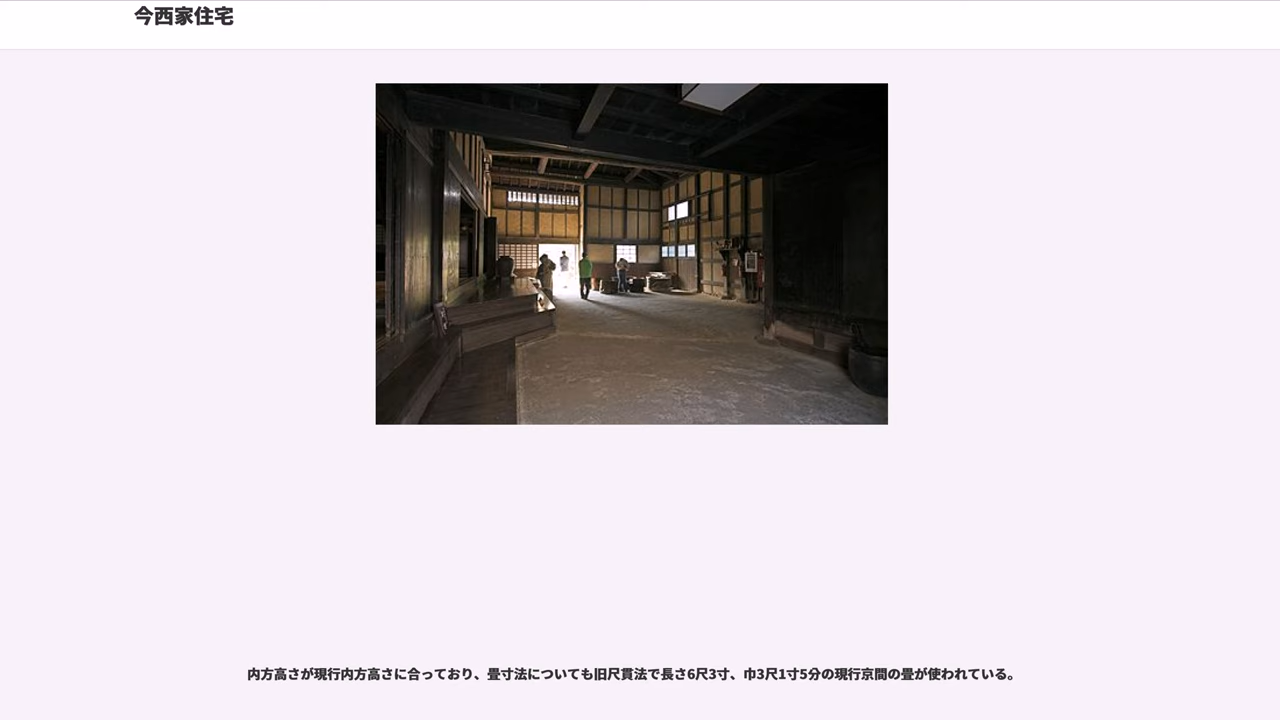 今西家住宅
内方高さが現行内方高さに合っており、畳寸法についても旧尺貫法で長さ6尺3寸、巾3尺1寸5分の現行京間の畳が使われている。